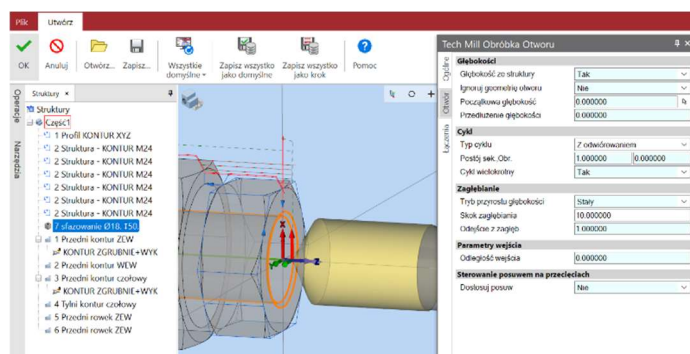 Plik Utwórz
OK Anuluj Otwórz... Zapisz... Wszystkie domyślne Zapisz wszystko jako domyślne Zapisz wszystko jako krok Pomoc
Operacje
Narzędzia
Struktury
Struktury
Część1
1 Profil KONTUR XYZ
2 Struktura - KONTUR M24
2 Struktura - KONTUR M24
2 Struktura - KONTUR M24
2 Struktura - KONTUR M24
2 Struktura - KONTUR M24
2 Struktura - KONTUR M24
7 sfazowanie Ø18. T50.
1 Przedni kontur ZEW
KONTUR ZGRUBNIE+WYK
2 Przedni kontur WEW
3 Przedni kontur czołowy
KONTUR ZGRUBNIE+WYK
4 Tylni kontur czołowy
5 Przedni rowek ZEW
6 Przedni rowek ZEW
X
Y
Z
Tech Mill Obróbka Otworu
Ogólne
Otwór
Łączenia
Głębokości
Głębokość ze struktury Tak
Ignoruj geometrię otworu Nie
Początkowa głębokość 0.000000
Przedłużenie głębokości 0.000000
Cykl
Typ cyklu Z odwiórowaniem
Postój sek.,Obr. 1.000000 0.000000
Cykl wielokrotny Tak
Zagłębianie
Tryb przyrostu głębokości Stały
Skok zagłębiania 10.000000
Odejście z zagłęb 1.000000
Parametry wejścia
Odległość wejścia 0.000000
Sterowanie posuwem na przecięciach
Dostosuj posuw Nie